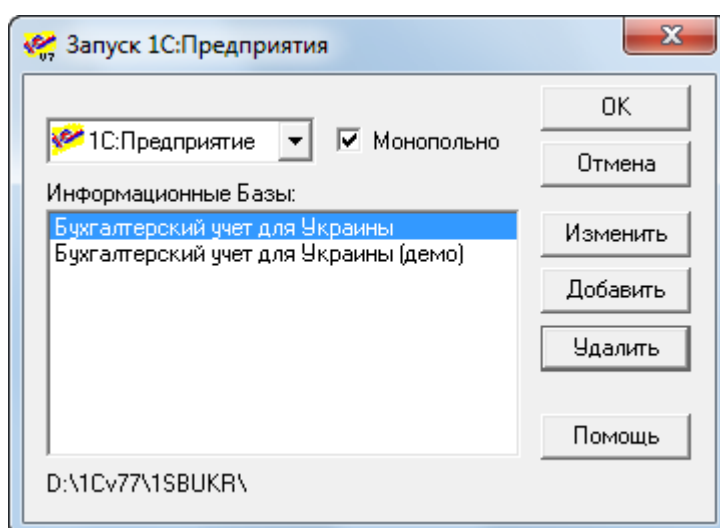 Запуск 1С:Предприятия
1С:Предприятие
Монопольно
Информационные Базы:
Бухгалтерский учет для Украины
Бухгалтерский учет для Украины (демо)
D:\1Cv77\1SBUKR\
OK
Отмена
Изменить
Добавить
Удалить
Помощь